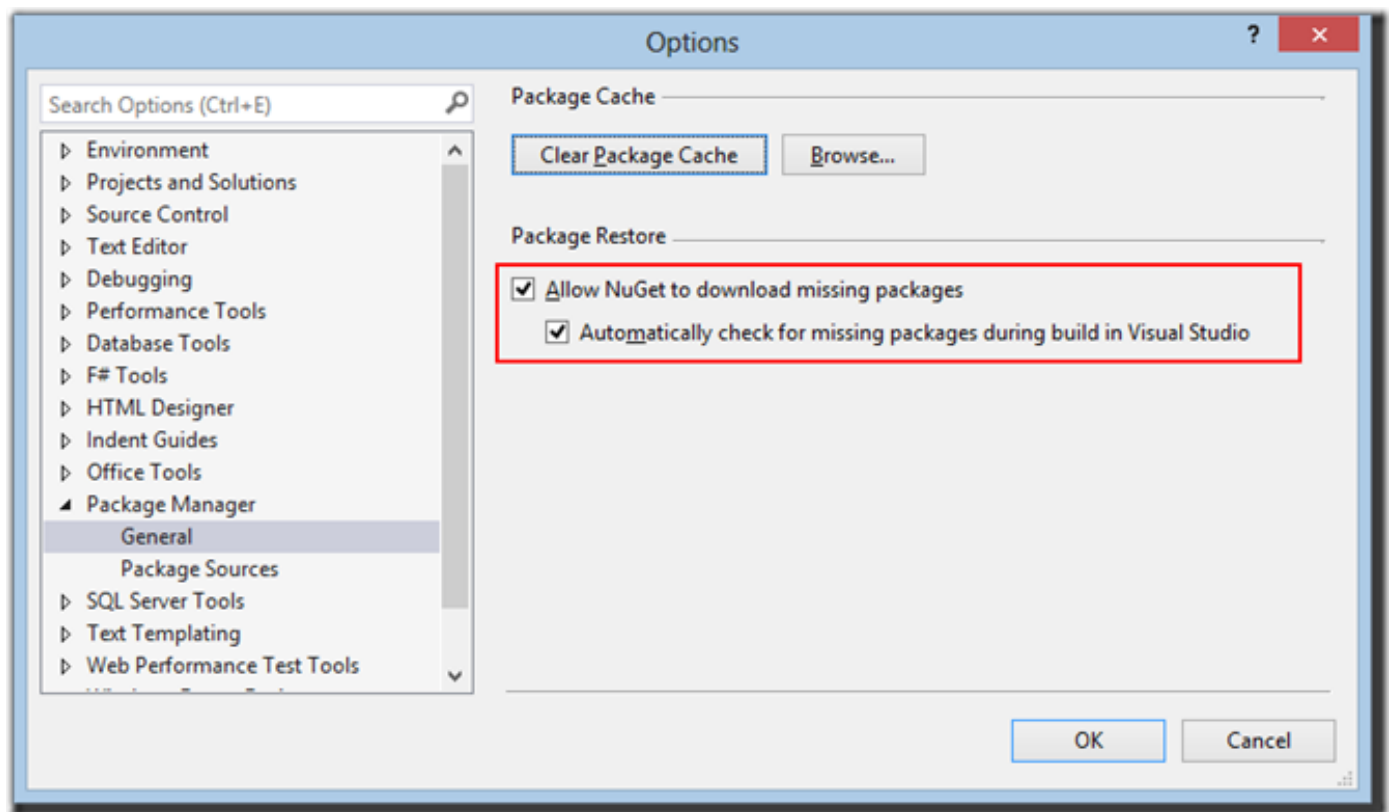 Options
?
Search Options (Ctrl+E)
Environment
Projects and Solutions
Source Control
Text Editor
Debugging
Performance Tools
Database Tools
F# Tools
HTML Designer
Indent Guides
Office Tools
Package Manager
General
Package Sources
SQL Server Tools
Text Templating
Web Performance Test Tools
Package Cache
Clear Package Cache
Browse...
Package Restore
Allow NuGet to download missing packages
Automatically check for missing packages during build in Visual Studio
OK
Cancel